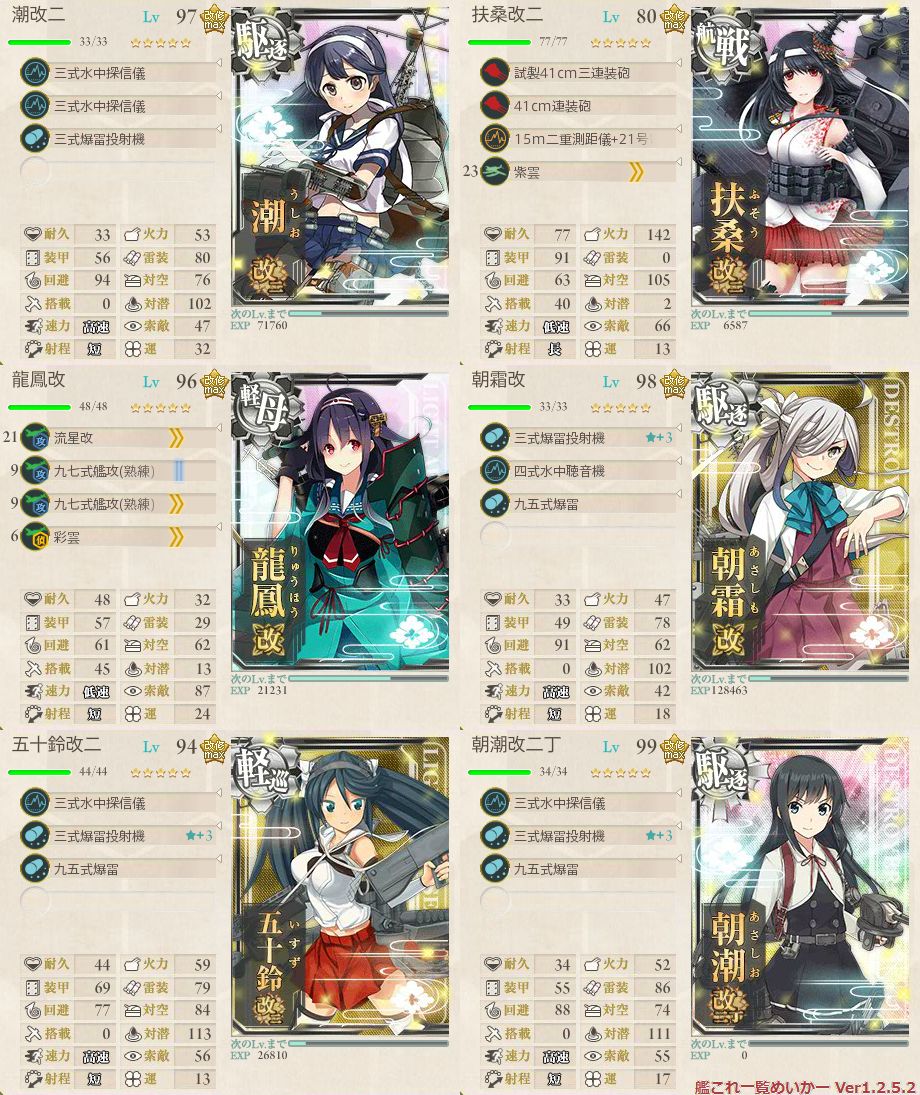 潮改二 Lv 97 改修max
33/33
三式水中探信儀
三式水中探信儀
三式爆雷投射機
耐久 33 火力 53
装甲 56 雷装 80
回避 94 対空 76
搭載 0 対潜 102
速力 高速 索敵 47
射程 短 運 32
駆逐
潮 うしお
改二
次のLv.まで
EXP 71760
扶桑改二 Lv 80 改修max
77/77
試製41cm三連装砲
41cm連装砲
15m二重測距儀+21号
23 紫雲
耐久 77 火力 142
装甲 91 雷装 0
回避 63 対空 105
搭載 40 対潜 2
速力 低速 索敵 66
射程 長 運 13
航戦
扶桑 ふそう
改二
次のLv.まで
EXP 6587
龍鳳改 Lv 96 改修max
48/48
21 流星改
9 九七式艦攻(熟練)
9 九七式艦攻(熟練)
6 彩雲
耐久 48 火力 32
装甲 57 雷装 29
回避 61 対空 62
搭載 45 対潜 13
速力 低速 索敵 87
射程 短 運 24
軽母
龍鳳 りゅうほう
改
次のLv.まで
EXP 21231
朝霜改 Lv 98 改修max
33/33
三式爆雷投射機 ★+3
四式水中聴音機
九五式爆雷
耐久 33 火力 47
装甲 49 雷装 78
回避 91 対空 62
搭載 0 対潜 102
速力 高速 索敵 42
射程 短 運 18
駆逐
DESTROY
朝霜 あさしも
改
次のLv.まで
EXP 128463
五十鈴改二 Lv 94 改修max
44/44
三式水中探信儀
三式爆雷投射機 ★+3
九五式爆雷
耐久 44 火力 59
装甲 69 雷装 79
回避 77 対空 84
搭載 0 対潜 113
速力 高速 索敵 56
射程 短 運 13
軽巡
五十鈴 いすず
改二
次のLv.まで
EXP 26810
朝潮改二丁 Lv 99 改修max
34/34
三式水中探信儀
三式爆雷投射機 ★+3
九五式爆雷
耐久 34 火力 52
装甲 55 雷装 86
回避 88 対空 74
搭載 0 対潜 111
速力 高速 索敵 55
射程 短 運 17
駆逐
朝潮 あさしお
改二丁
次のLv.まで
EXP 0
艦これ一覧めいかー Ver1.2.5.2